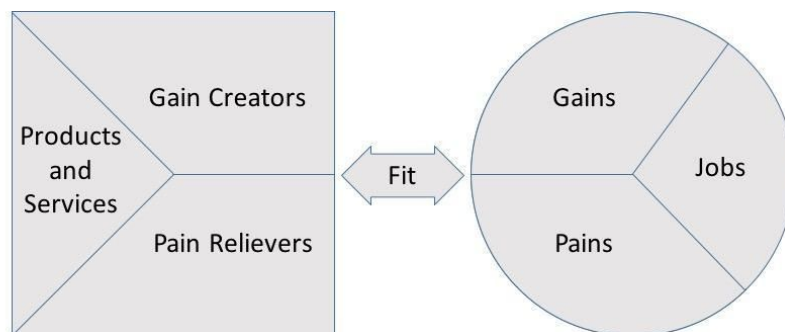 Gain Creators
Products
and
Services
Pain Relievers
Fit
Gains
Jobs
Pains